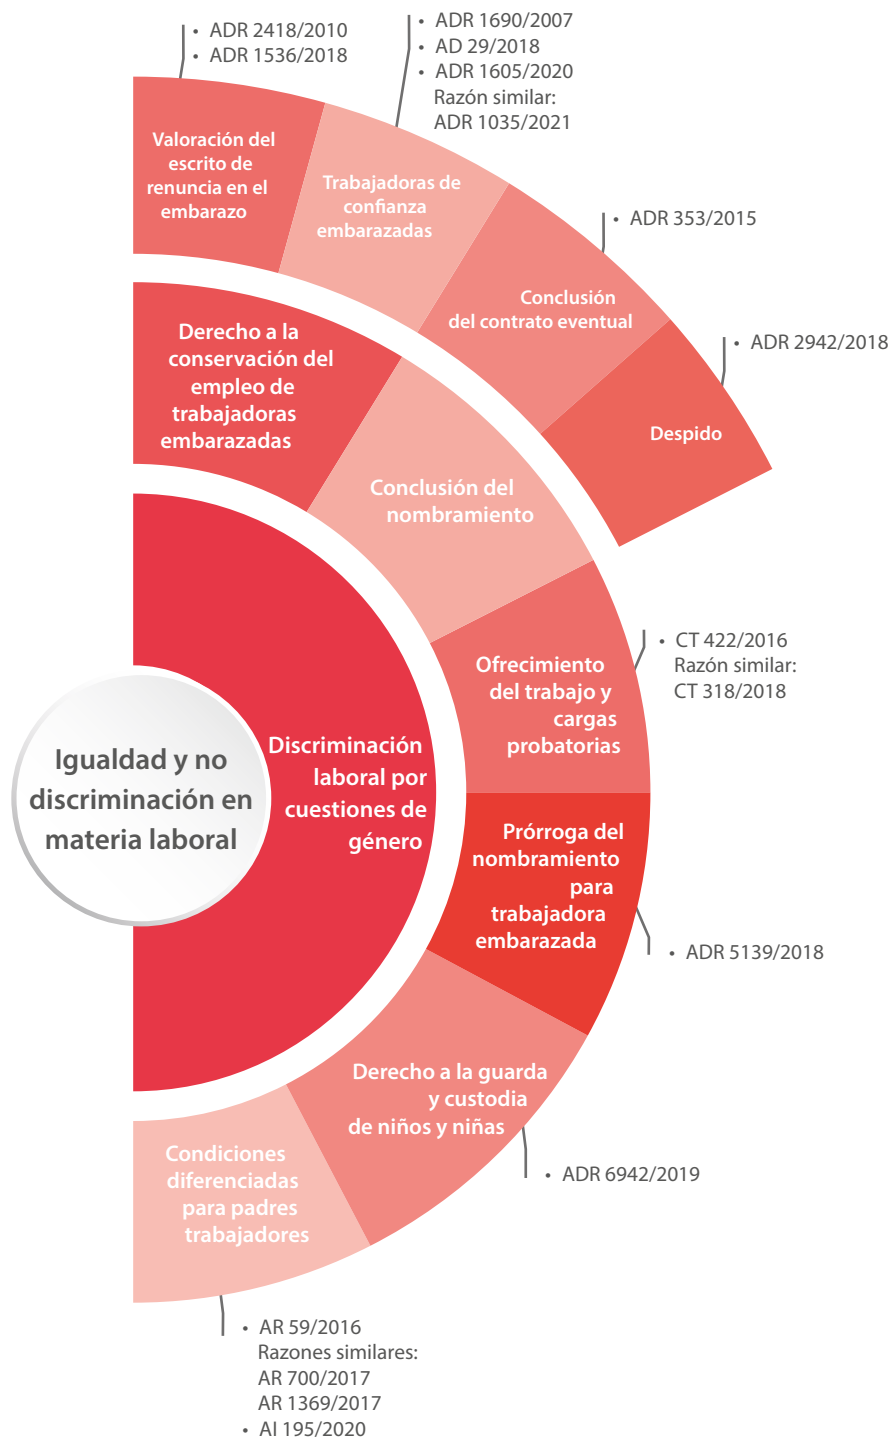 • ADR 2418/2010
• ADR 1536/2018
• ADR 1690/2007
• AD 29/2018
• ADR 1605/2020
Razón similar:
ADR 1035/2021
Valoración del
escrito de
renuncia en el
embarazo
Trabajadoras de
confianza
embarazadas
• ADR 353/2015
Conclusión
del contrato eventual
• ADR 2942/2018
Despido
Derecho a la
conservación del
empleo de
trabajadoras
embarazadas
Conclusión del
nombramiento
• CT 422/2016
Razón similar:
CT 318/2018
Ofrecimiento
del trabajo y
cargas
probatorias
Igualdad y no
discriminación en
materia laboral
Discriminación
laboral por
cuestiones de
género
Prórroga del
nombramiento
para
trabajadora
embarazada
• ADR 5139/2018
Derecho a la guarda
y custodia
de niños y niñas
• ADR 6942/2019
Condiciones
diferenciadas
para padres
trabajadores
• AR 59/2016
Razones similares:
AR 700/2017
AR 1369/2017
• AI 195/2020